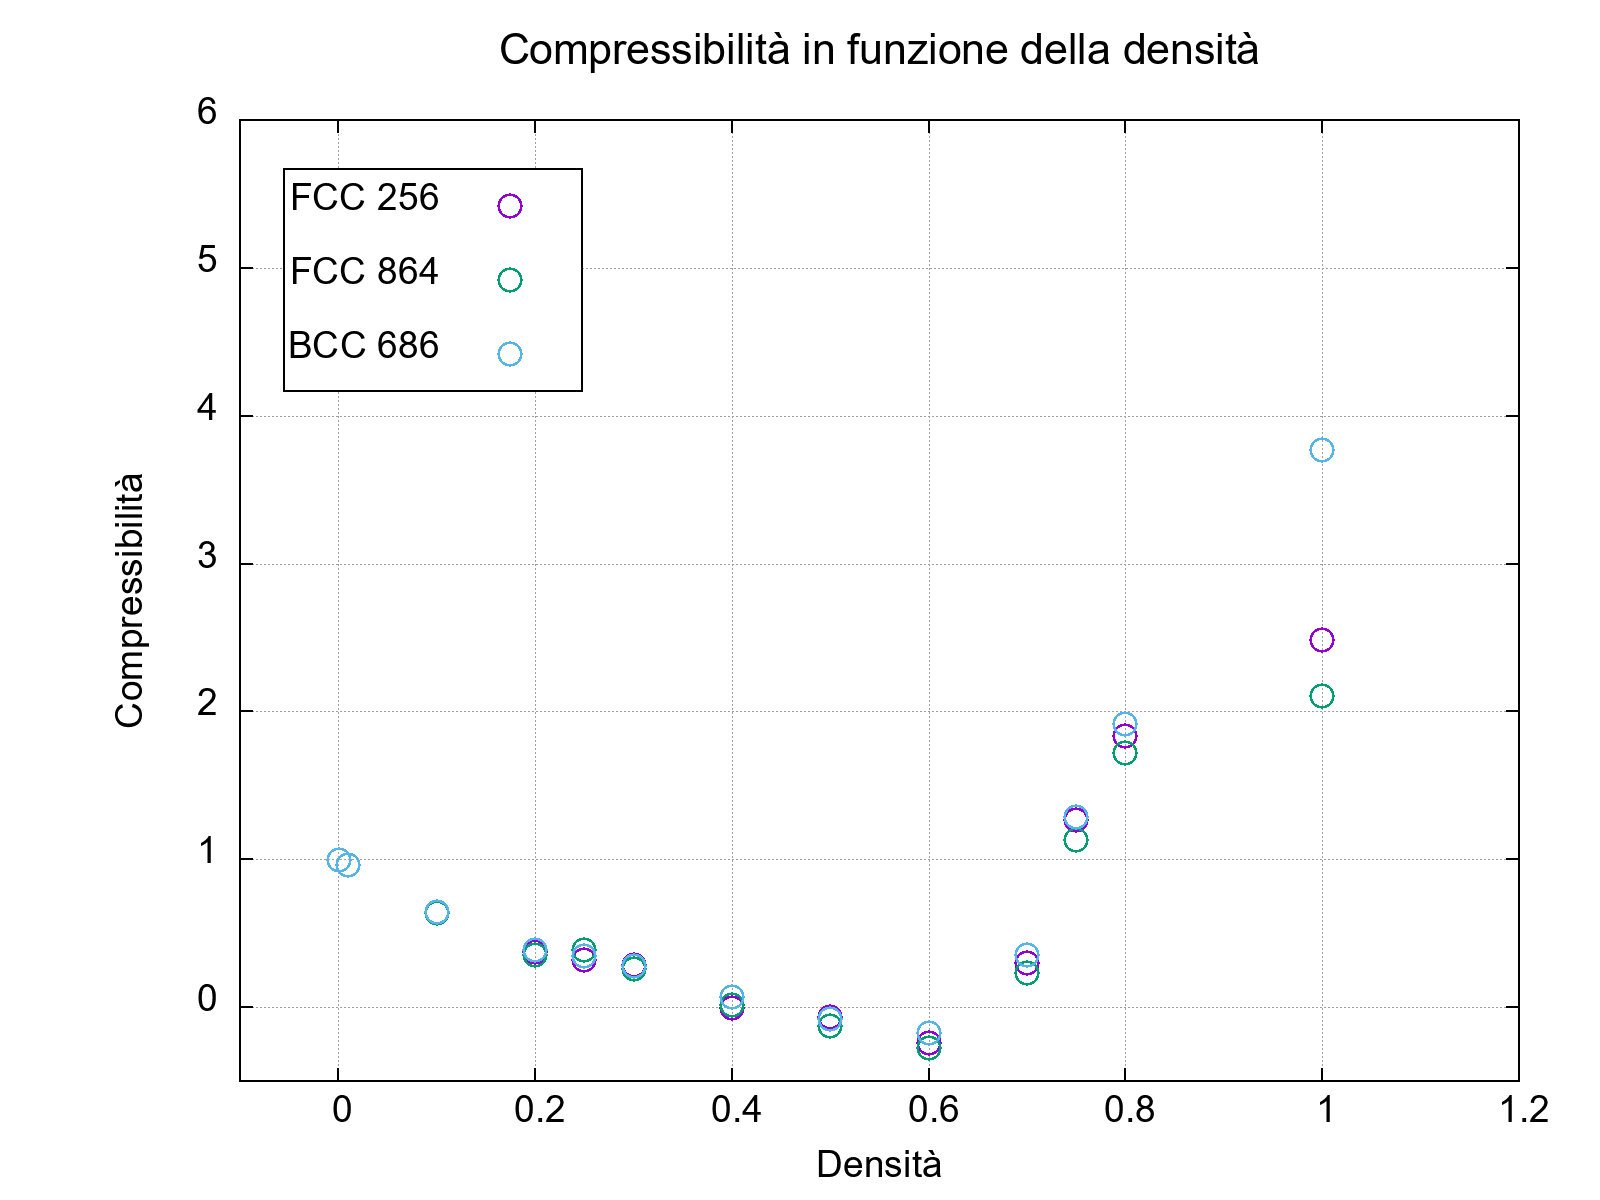 Compressibilità in funzione della densità
6
5
4
3
2
1
0
FCC 256
FCC 864
BCC 686
Compressibilità
0 0.2 0.4 0.6 0.8 1 1.2
Densità